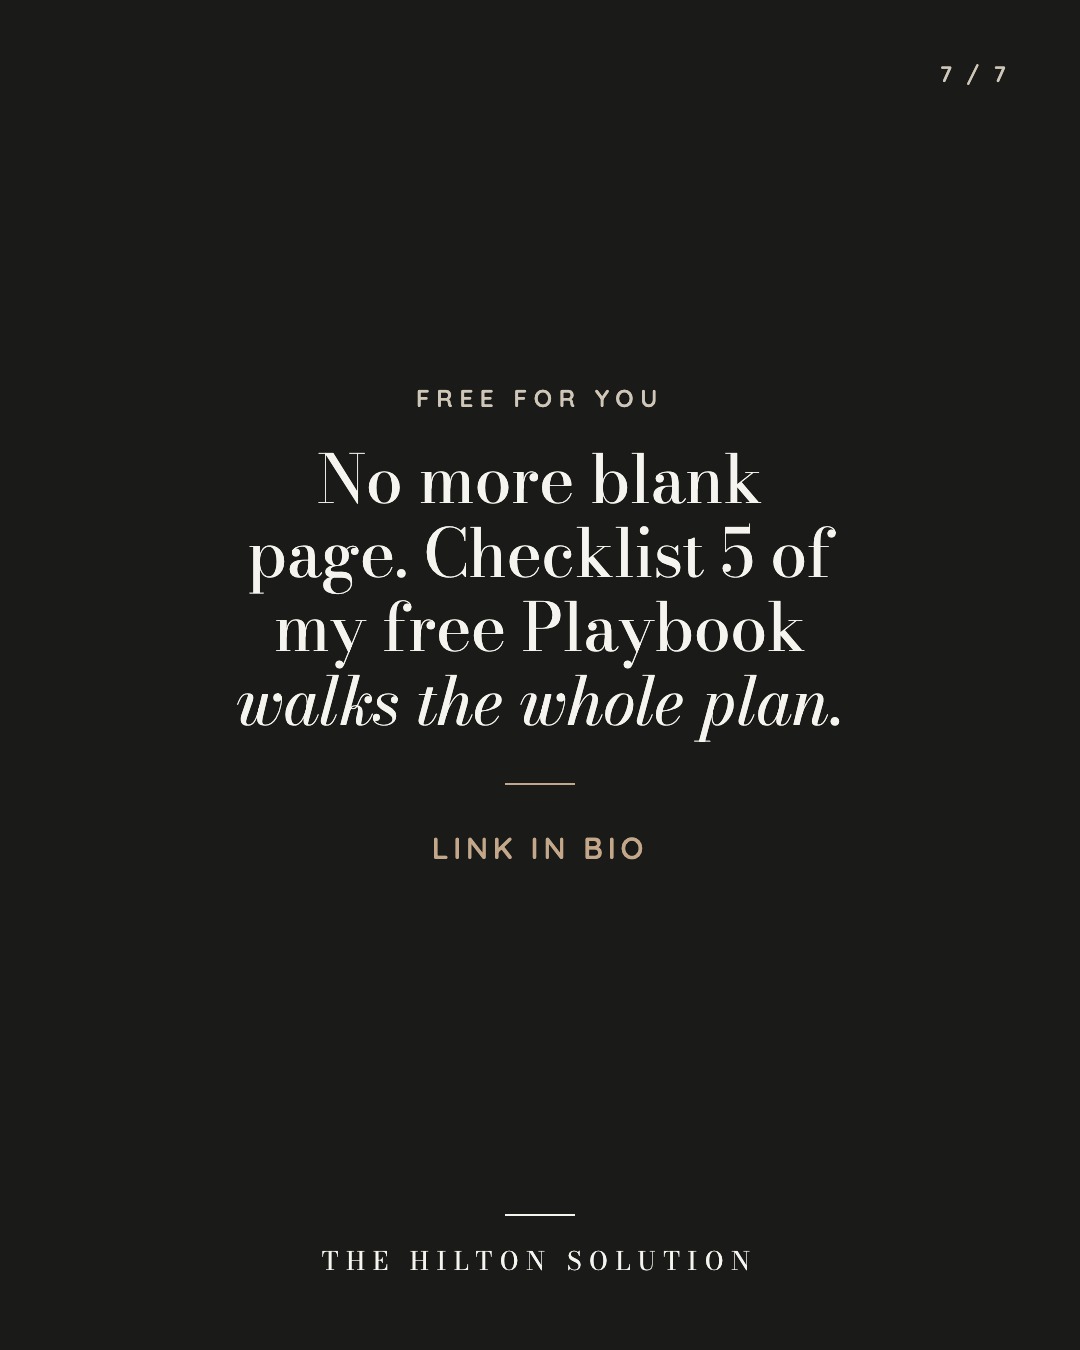 7 / 7
FREE FOR YOU
No more blank
page. Checklist 5 of
my free Playbook
walks the whole plan.
LINK IN BIO
THE HILTON SOLUTION